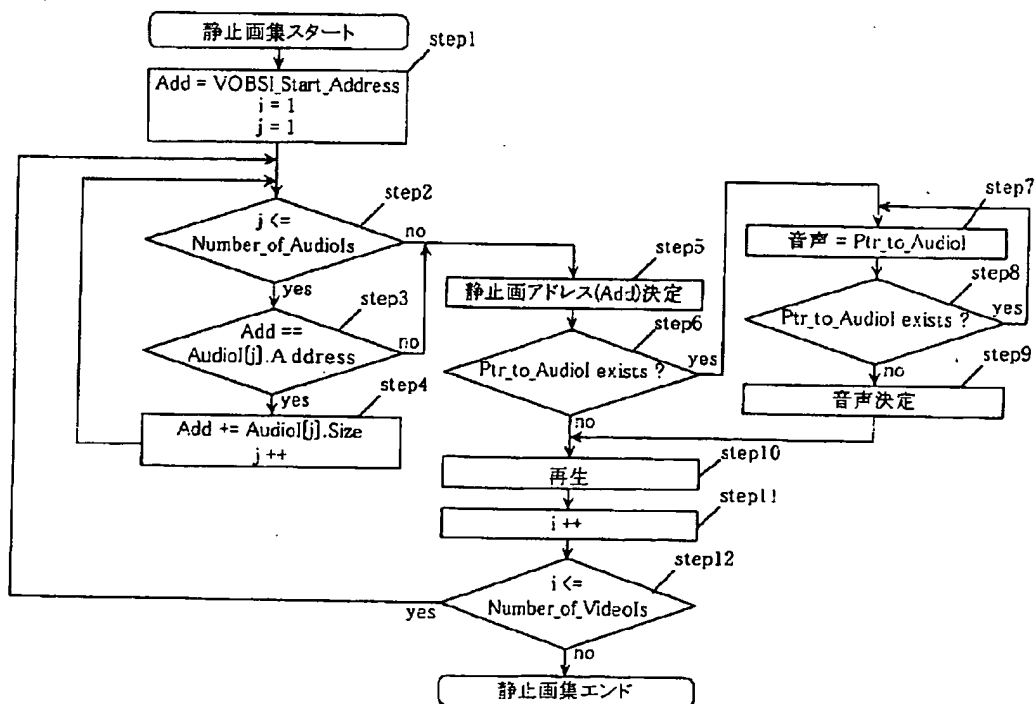 静止画集スタート
step1
Add = VOBSI_Start_Address
i = 1
j = 1
step2
j <=
Number_of_AudioIs
no
yes
step3
Add ==
AudioI[j].Address
no
yes
step4
Add += AudioI[j].Size
j ++
step5
静止画アドレス(Add)決定
step6
Ptr_to_AudioI exists ?
yes
no
step7
音声 = Ptr_to_AudioI
step8
Ptr_to_AudioI exists ?
yes
no
step9
音声決定
step10
再生
step11
i ++
step12
i <=
Number_of_VideoIs
yes
no
静止画集エンド